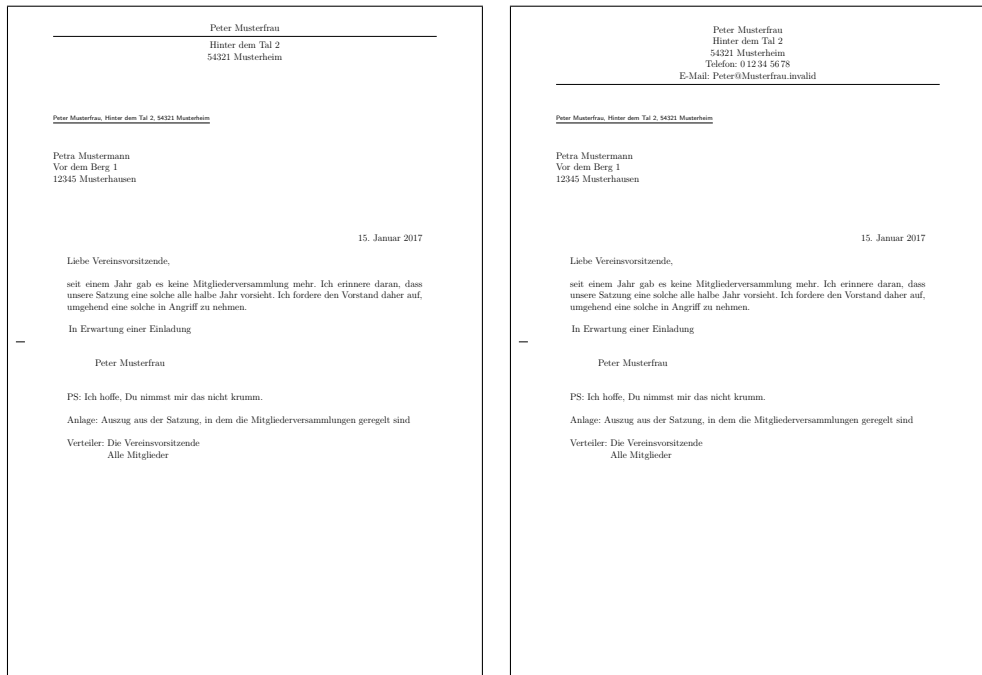 Peter Musterfrau
Hinter dem Tal 2
54321 Musterheim
Peter Musterfrau, Hinter dem Tal 2, 54321 Musterheim
Petra Mustermann
Vor dem Berg 1
12345 Musterhausen
15. Januar 2017
Liebe Vereinsvorsitzende,
seit einem Jahr gab es keine Mitgliederversammlung mehr. Ich erinnere daran, dass
unsere Satzung eine solche alle halbe Jahr vorsieht. Ich fordere den Vorstand daher auf,
umgehend eine solche in Angriff zu nehmen.
In Erwartung einer Einladung
Peter Musterfrau
PS: Ich hoffe, Du nimmst mir das nicht krumm.
Anlage: Auszug aus der Satzung, in dem die Mitgliederversammlungen geregelt sind
Verteiler: Die Vereinsvorsitzende
Alle Mitglieder
Peter Musterfrau
Hinter dem Tal 2
54321 Musterheim
Telefon: 0 12 34 56 78
E-Mail: Peter@Musterfrau.invalid
Peter Musterfrau, Hinter dem Tal 2, 54321 Musterheim
Petra Mustermann
Vor dem Berg 1
12345 Musterhausen
15. Januar 2017
Liebe Vereinsvorsitzende,
seit einem Jahr gab es keine Mitgliederversammlung mehr. Ich erinnere daran, dass
unsere Satzung eine solche alle halbe Jahr vorsieht. Ich fordere den Vorstand daher auf,
umgehend eine solche in Angriff zu nehmen.
In Erwartung einer Einladung
Peter Musterfrau
PS: Ich hoffe, Du nimmst mir das nicht krumm.
Anlage: Auszug aus der Satzung, in dem die Mitgliederversammlungen geregelt sind
Verteiler: Die Vereinsvorsitzende
Alle Mitglieder